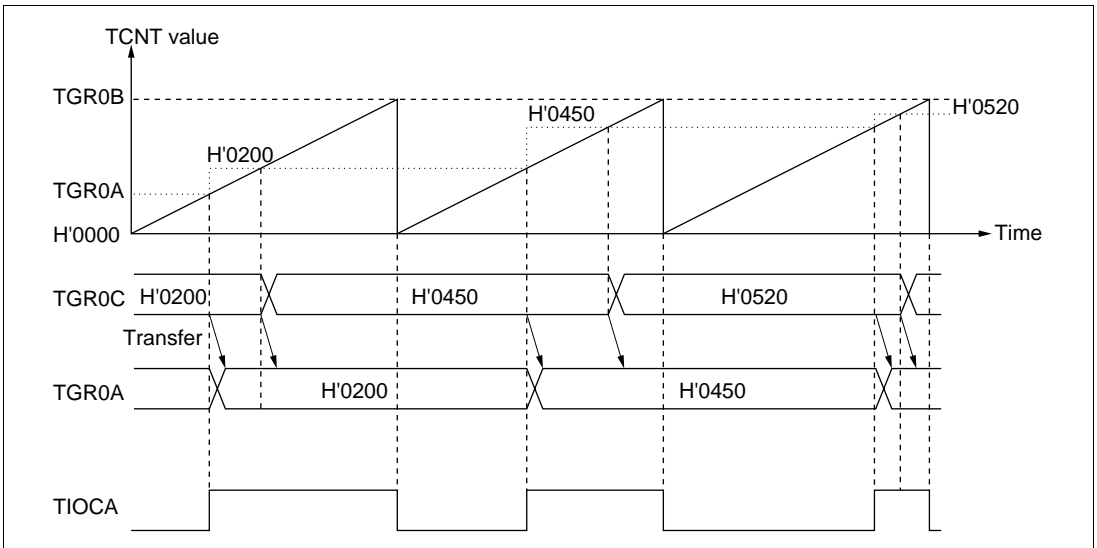 TCNT value
TGR0B
H'0520
H'0450
H'0200
TGR0A
H'0000
Time
TGR0C
H'0200
H'0450
H'0520
Transfer
TGR0A
H'0200
H'0450
TIOCA